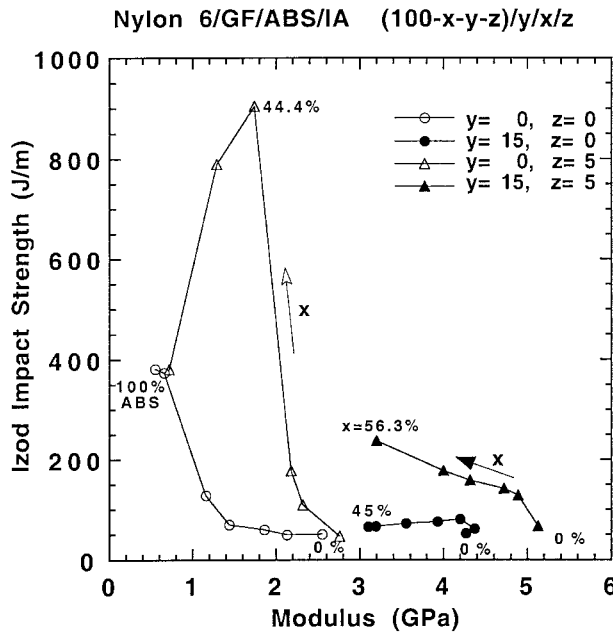 Nylon 6/GF/ABS/IA (100-x-y-z)/y/x/z
1000
800
600
400
200
0
Izod Impact Strength (J/m)
44.4%
y= 0, z= 0
y= 15, z= 0
y= 0, z= 5
y= 15, z= 5
x
100%
ABS
x=56.3%
x
45%
0%
0%
0%
0 1 2 3 4 5 6
Modulus (GPa)